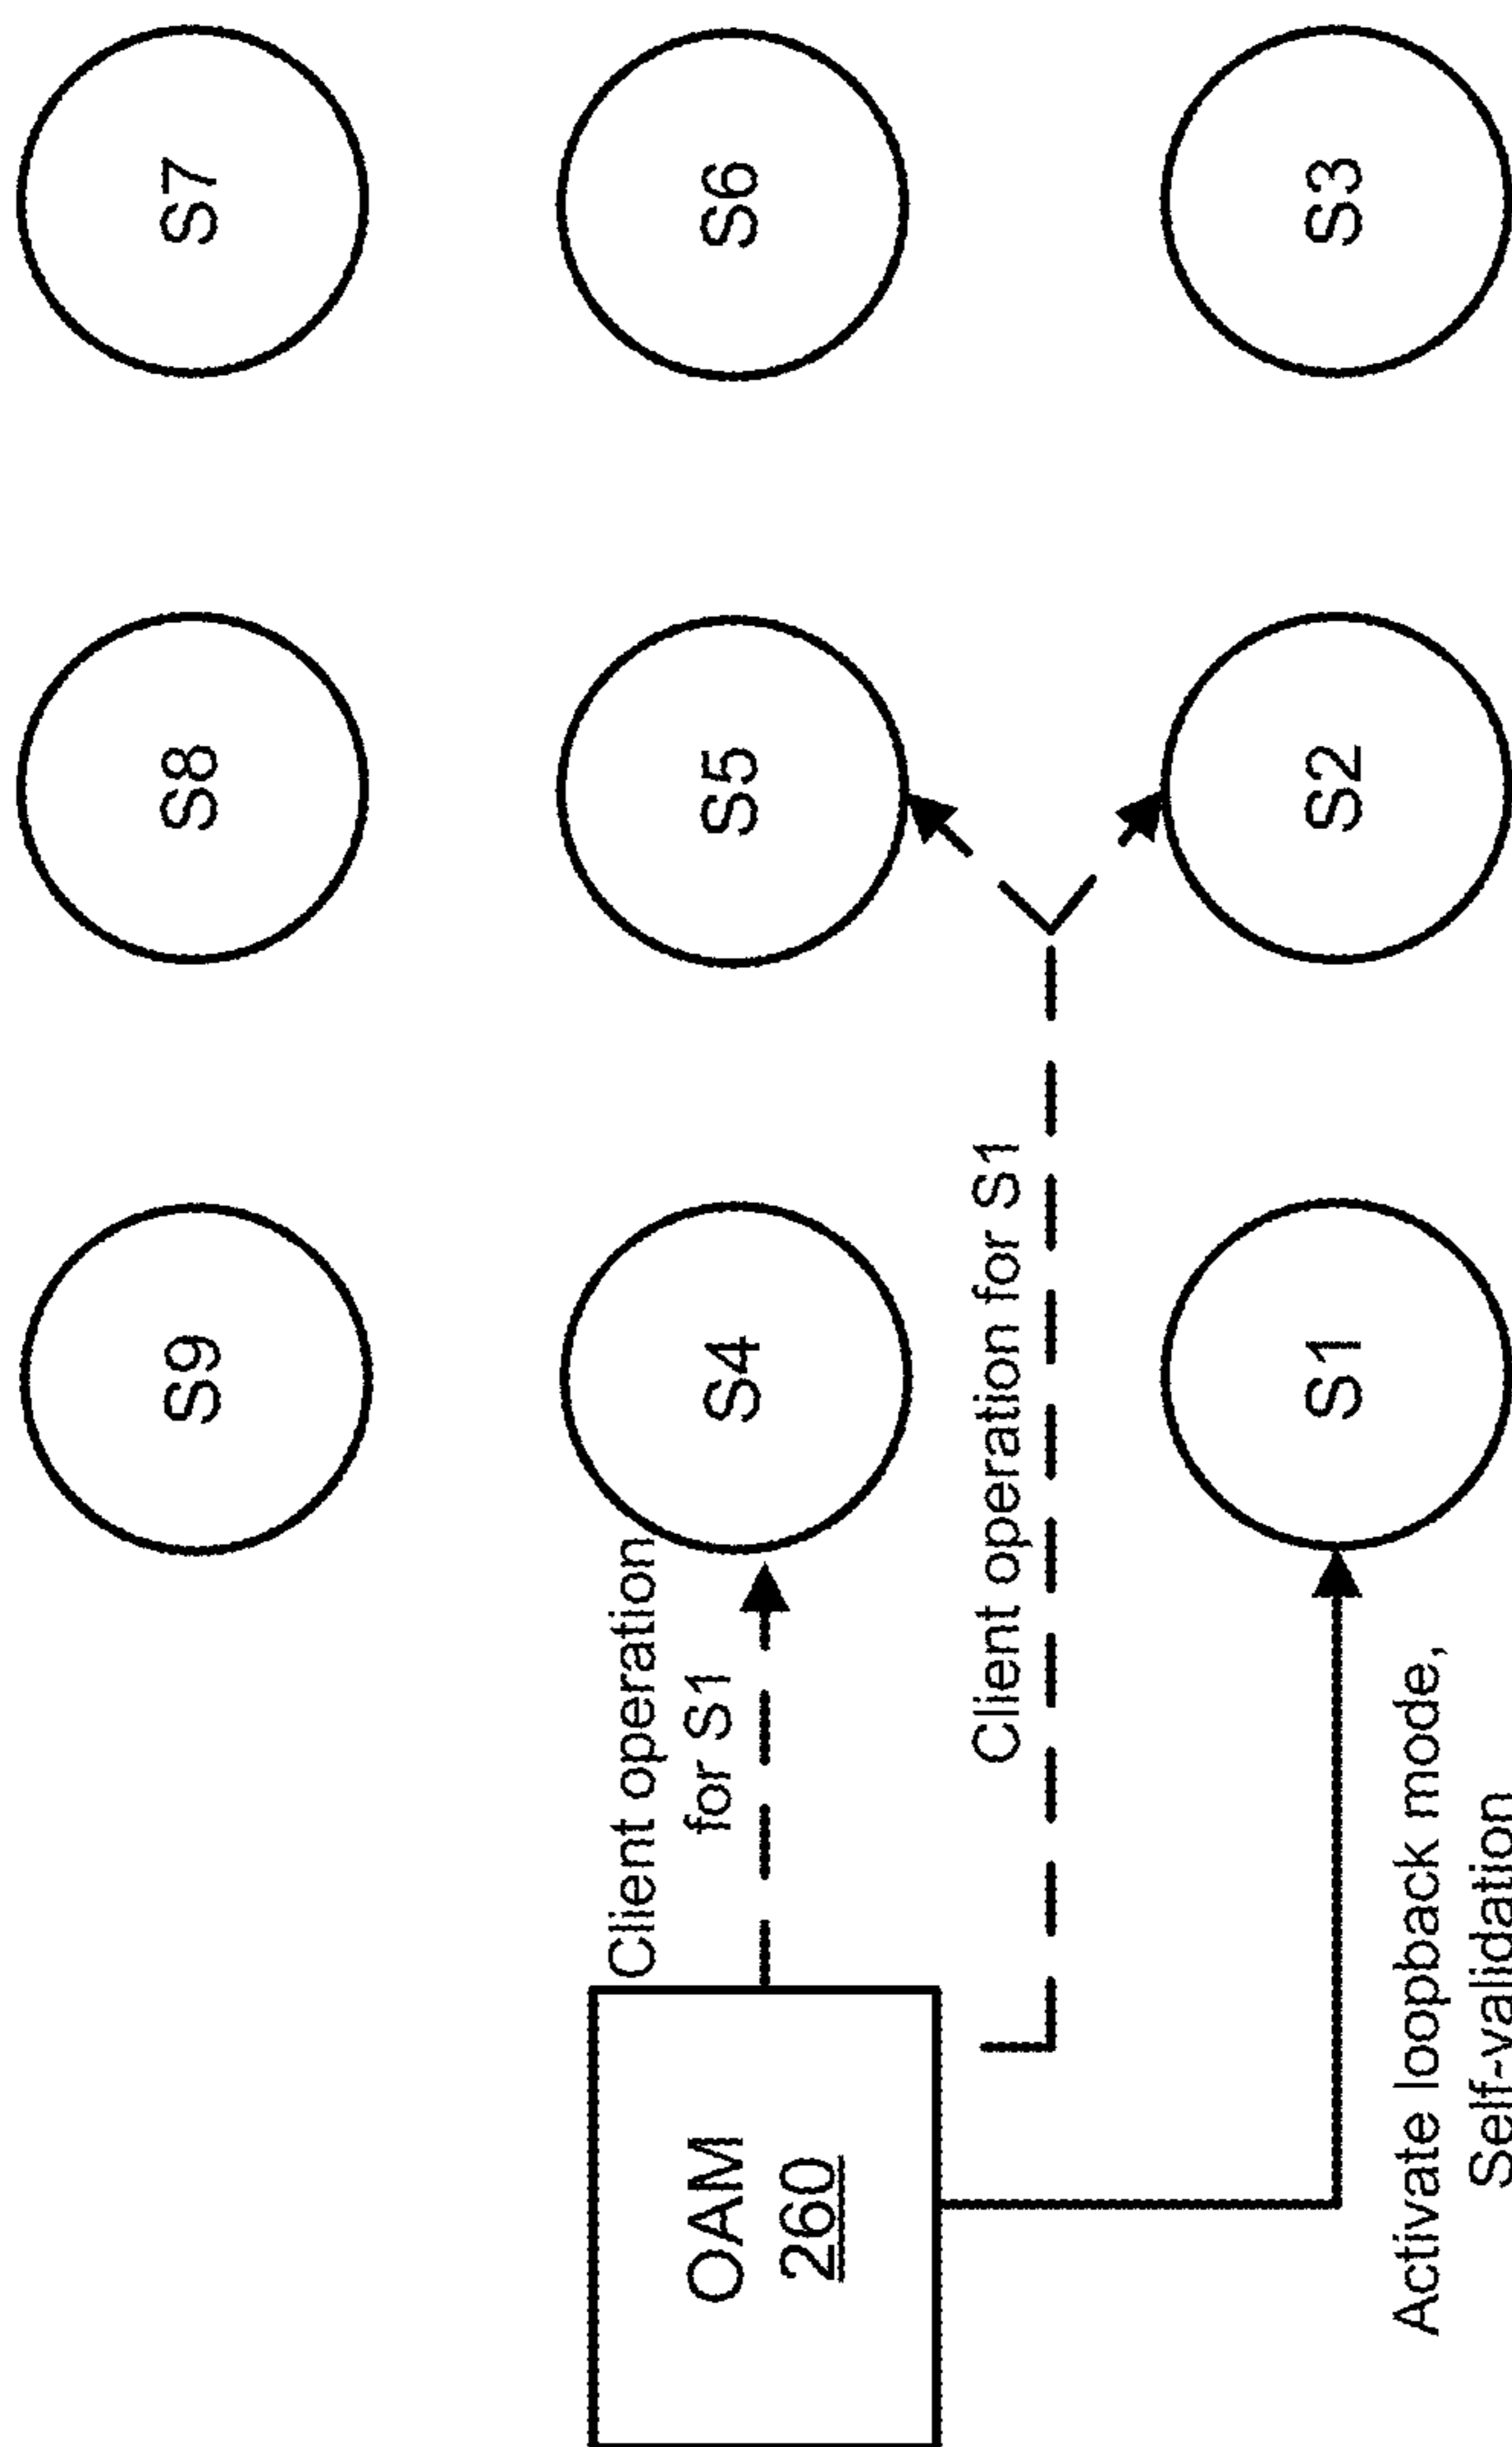 S7
S8
S9
S6
S5
S4
Client operation
for S1
OAM
260
Client operation for S1
S3
S2
S1
Activate loopback mode,
Self-validation